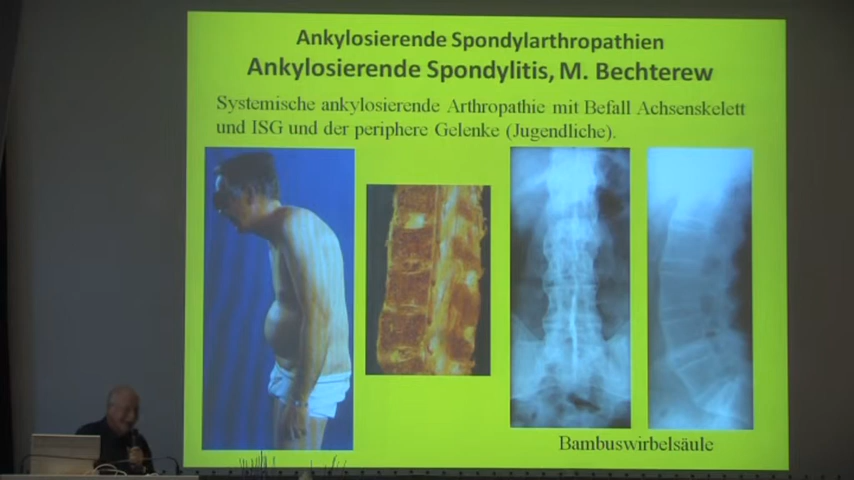 Ankylosierende Spondylarthropathien
Ankylosierende Spondylitis, M. Bechterew
Systemische ankylosierende Arthropathie mit Befall Achsenskelett
und ISG und der periphere Gelenke (Jugendliche).
Bambuswirbelsäule